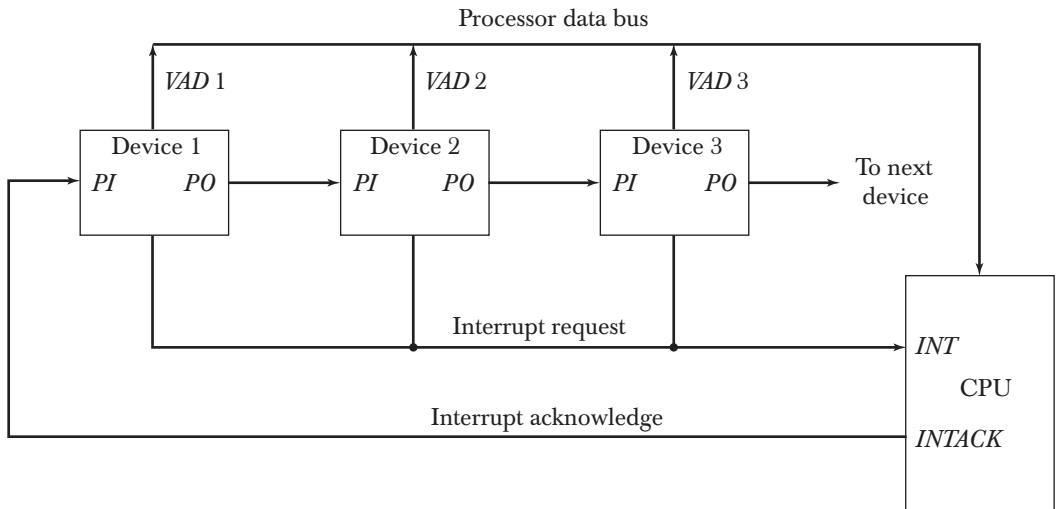 Processor data bus
VAD 1
VAD 2
VAD 3
Device 1
PI PO
Device 2
PI PO
Device 3
PI PO
To next
device
Interrupt request
INT
CPU
Interrupt acknowledge
INTACK